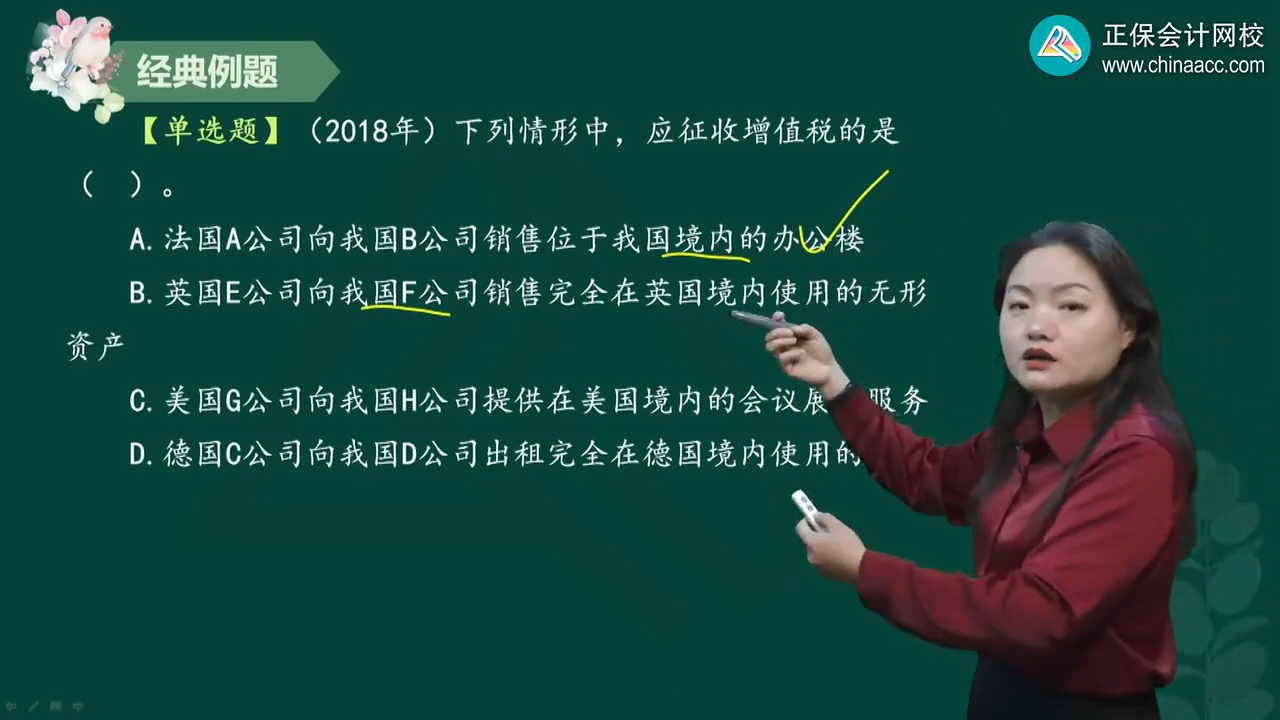 正保会计网校
www.chinaacc.com
经典例题
【单选题】（2018年）下列情形中，应征收增值税的是
（ ）。
A. 法国A公司向我国B公司销售位于我国境内的办公楼
B. 英国E公司向我国F公司销售完全在英国境内使用的无形
资产
C. 美国G公司向我国H公司提供在美国境内的会议展 服务
D. 德国C公司向我国D公司出租完全在德国境内使用的